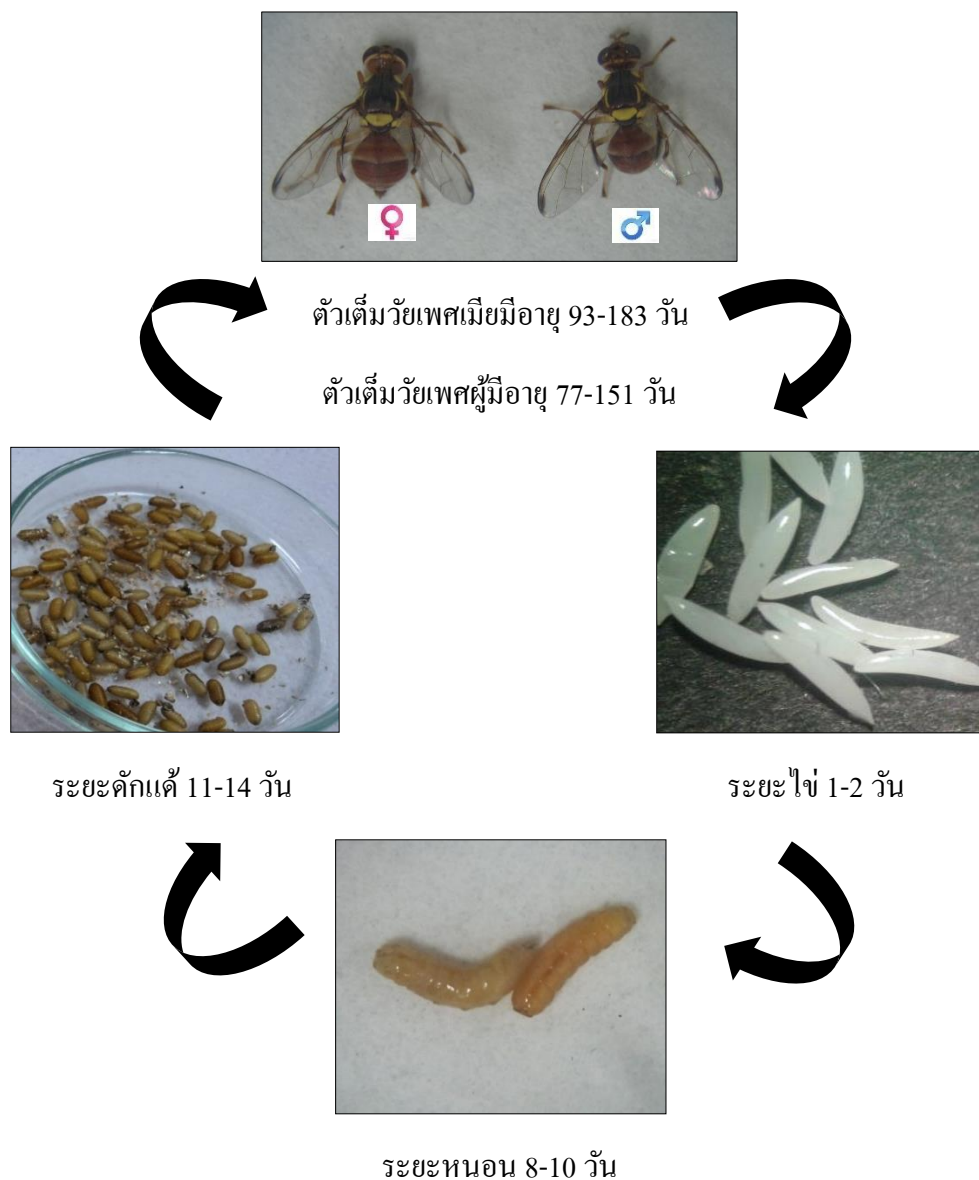 ตัวเต็มวัยเพศเมียมีอายุ 93-183 วัน
ตัวเต็มวัยเพศผู้มีอายุ 77-151 วัน
ระยะดักแด้ 11-14 วัน
ระยะไข่ 1-2 วัน
ระยะหนอน 8-10 วัน